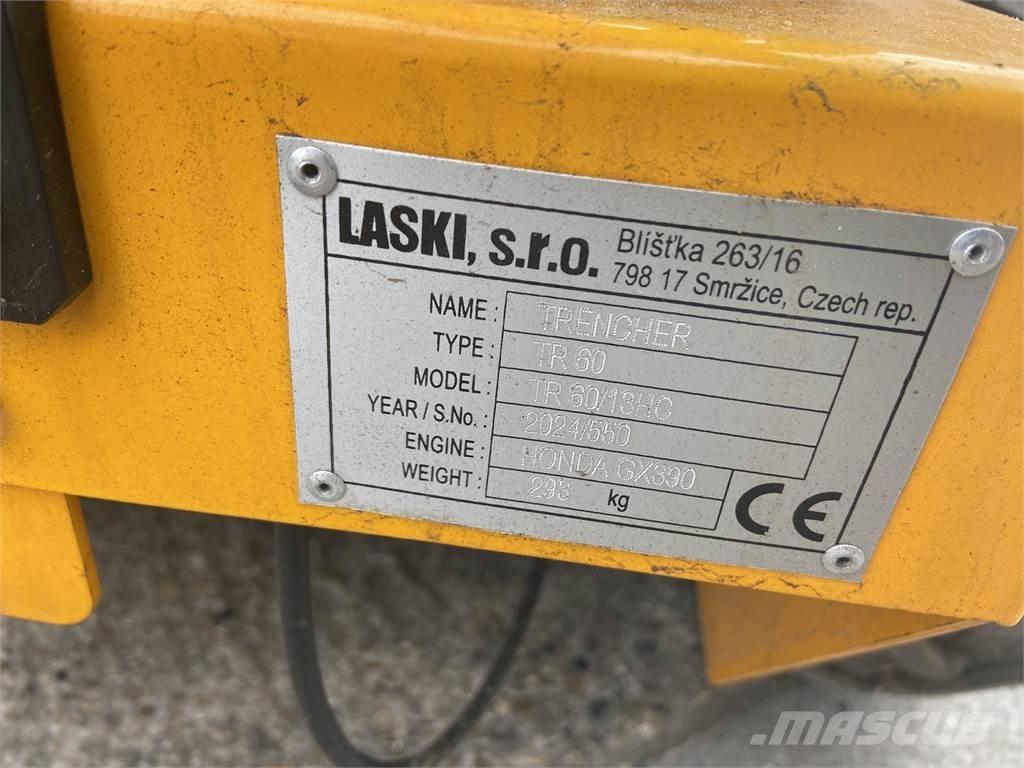 LASKI, s.r.o.
Blíšťka 263/16
798 17 Smržice, Czech rep.
NAME : TRENCHER
TYPE : TR 60
MODEL : TR 60/13HC
YEAR / S.No. : 2024/550
ENGINE : HONDA GX390
WEIGHT : 293 kg
CE
MASCUS